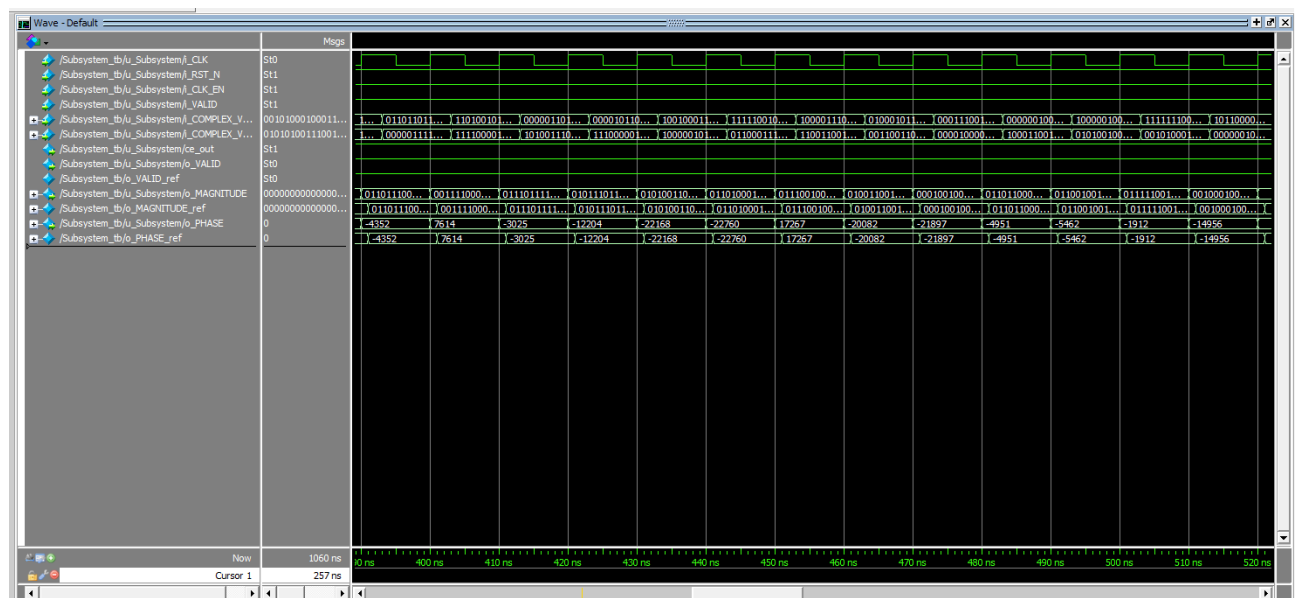 Wave - Default
Msgs
/Subsystem_tb/u_Subsystem/i_CLK St0
/Subsystem_tb/u_Subsystem/i_RST_N St1
/Subsystem_tb/u_Subsystem/i_CLK_EN St1
/Subsystem_tb/u_Subsystem/i_VALID St1
/Subsystem_tb/u_Subsystem/i_COMPLEX_V... 00101000100011... 1... 011011011... 110100101... 000001101... 000010110... 100100011... 111110010... 100001110... 010001011... 000111001... 000000100... 100000100... 111111100... 10110000...
/Subsystem_tb/u_Subsystem/i_COMPLEX_V... 01010100111001... 1... 000001111... 111100001... 101001110... 111000001... 100000101... 011000111... 110011001... 001100110... 000010000... 100011001... 010100100... 001010001... 00000010...
/Subsystem_tb/u_Subsystem/ce_out St1
/Subsystem_tb/u_Subsystem/o_VALID St0
/Subsystem_tb/o_VALID_ref St0
/Subsystem_tb/u_Subsystem/o_MAGNITUDE 00000000000000... 011011100... 001111000... 011101111... 010111011... 010100110... 011010001... 011100100... 010011001... 000100100... 011011000... 011001001... 011111001... 001000100...
/Subsystem_tb/o_MAGNITUDE_ref 00000000000000... 011011100... 001111000... 011101111... 010111011... 010100110... 011010001... 011100100... 010011001... 000100100... 011011000... 011001001... 011111001... 001000100...
/Subsystem_tb/u_Subsystem/o_PHASE 0 -4352 7614 -3025 -12204 -22168 -22760 17267 -20082 -21897 -4951 -5462 -1912 -14956
/Subsystem_tb/o_PHASE_ref 0 -4352 7614 -3025 -12204 -22168 -22760 17267 -20082 -21897 -4951 -5462 -1912 -14956
Now 1060 ns 400 ns 410 ns 420 ns 430 ns 440 ns 450 ns 460 ns 470 ns 480 ns 490 ns 500 ns 510 ns 520 ns
Cursor 1 257 ns